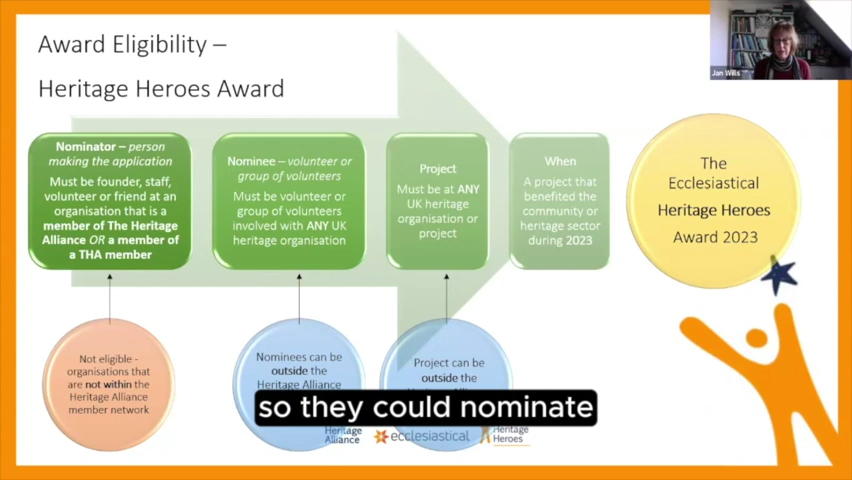 Award Eligibility –
Heritage Heroes Award
Jan Wills
Nominator – person
making the application
Must be founder, staff,
volunteer or friend at an
organisation that is a
member of The Heritage
Alliance OR a member of
a THA member
Nominee – volunteer or
group of volunteers
Must be volunteer or
group of volunteers
involved with ANY UK
heritage organisation
Project
Must be at ANY
UK heritage
organisation or
project
When
A project that
benefited the
community or
heritage sector
during 2023
The
Ecclesiastical
Heritage Heroes
Award 2023
Not eligible -
organisations that
are not within the
Heritage Alliance
member network
Nominees can be
outside the
Heritage Alliance
Project can be
outside the
so they could nominate
Heritage
Alliance
ecclesiastical
Heritage
Heroes